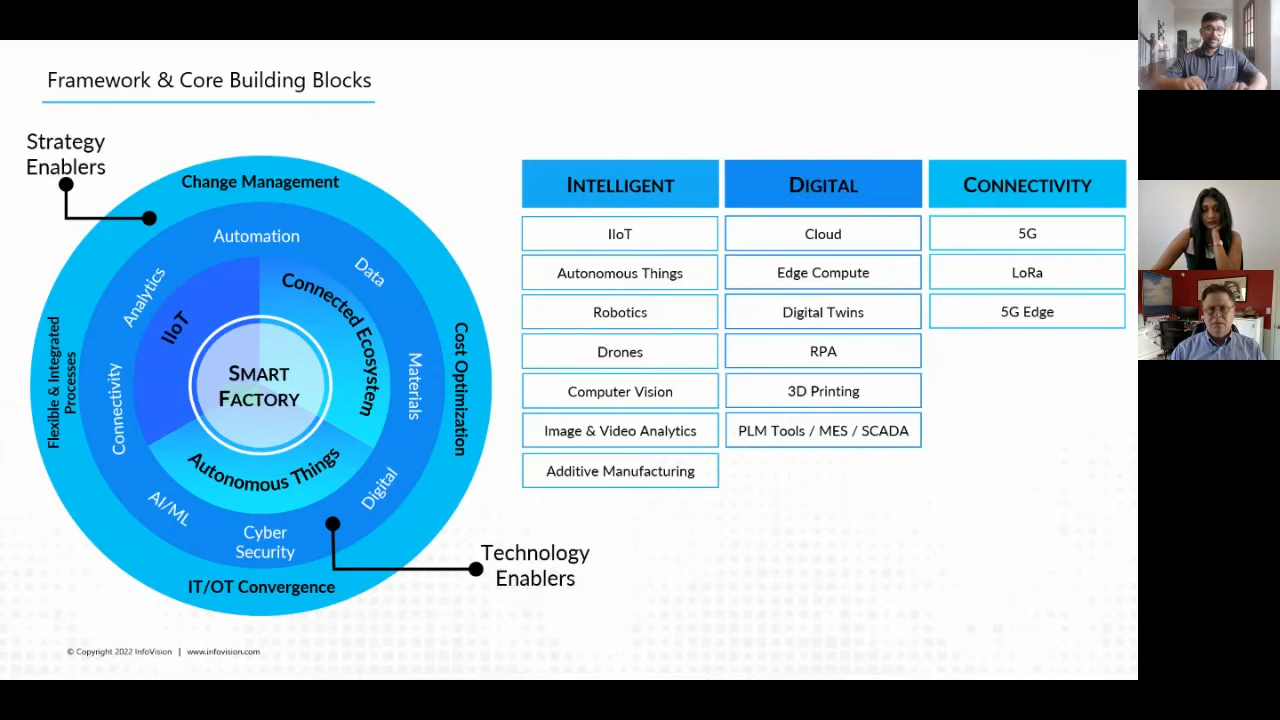 Framework & Core Building Blocks
Strategy
Enablers
Change Management
Automation
Data
Analytics
Connected Ecosystem
IIoT
Flexible & Integrated
Processes
SMART
FACTORY
Cost Optimization
Materials
Connectivity
Autonomous Things
Digital
AI/ML
Cyber
Security
IT/OT Convergence
Technology
Enablers
INTELLIGENT
IIoT
Autonomous Things
Robotics
Drones
Computer Vision
Image & Video Analytics
Additive Manufacturing
DIGITAL
Cloud
Edge Compute
Digital Twins
RPA
3D Printing
PLM Tools / MES / SCADA
CONNECTIVITY
5G
LoRa
5G Edge
© Copyright 2022 InfoVision | www.infovision.com